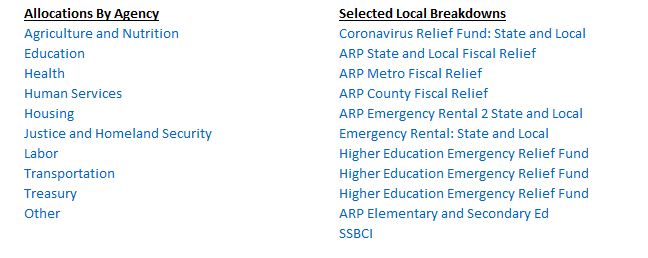 Allocations By Agency
Agriculture and Nutrition
Education
Health
Human Services
Housing
Justice and Homeland Security
Labor
Transportation
Treasury
Other
Selected Local Breakdowns
Coronavirus Relief Fund: State and Local
ARP State and Local Fiscal Relief
ARP Metro Fiscal Relief
ARP County Fiscal Relief
ARP Emergency Rental 2 State and Local
Emergency Rental: State and Local
Higher Education Emergency Relief Fund
Higher Education Emergency Relief Fund
Higher Education Emergency Relief Fund
ARP Elementary and Secondary Ed
SSBCI